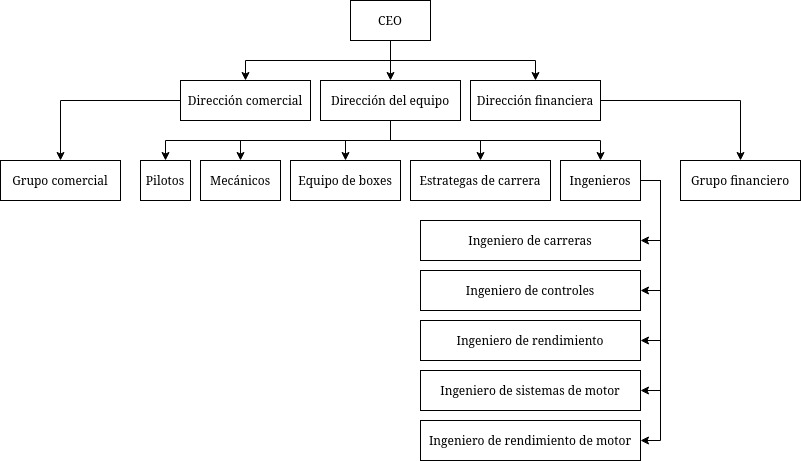 CEO
Dirección comercial
Dirección del equipo
Dirección financiera
Grupo comercial
Pilotos
Mecánicos
Equipo de boxes
Estrategas de carrera
Ingenieros
Grupo financiero
Ingeniero de carreras
Ingeniero de controles
Ingeniero de rendimiento
Ingeniero de sistemas de motor
Ingeniero de rendimiento de motor